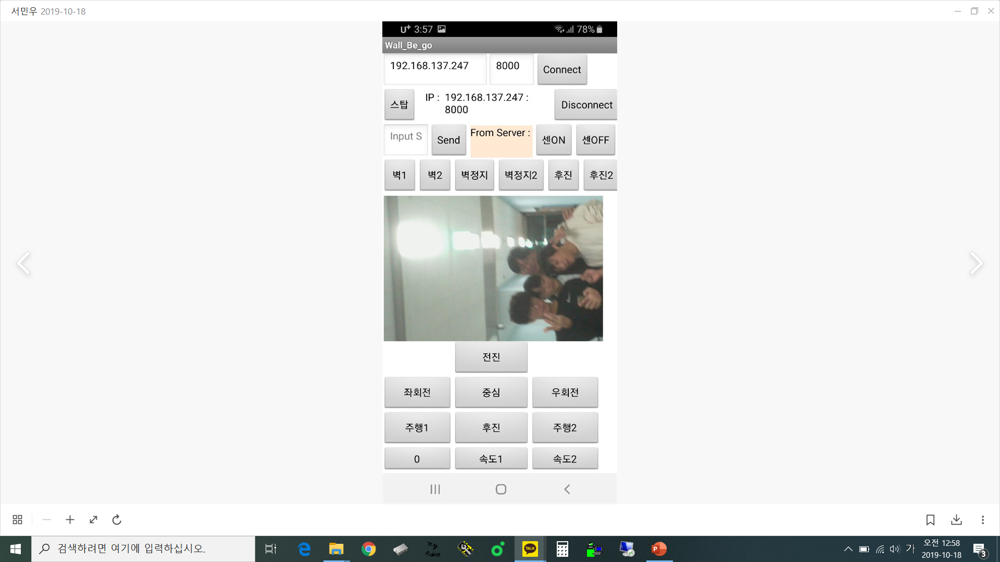 서민우 2019-10-18
U+ 3:57 78%
Wall_Be_go
192.168.137.247 8000 Connect
스탑 IP : 192.168.137.247 : Disconnect
8000
Input S Send From Server : 센ON 센OFF
벽1 벽2 벽정지 벽정지2 후진 후진2
전진
좌회전 중심 우회전
주행1 후진 주행2
0 속도1 속도2
검색하려면 여기에 입력하십시오.
My
Robot
TALK
P
가
오전 12:58
2019-10-18
3